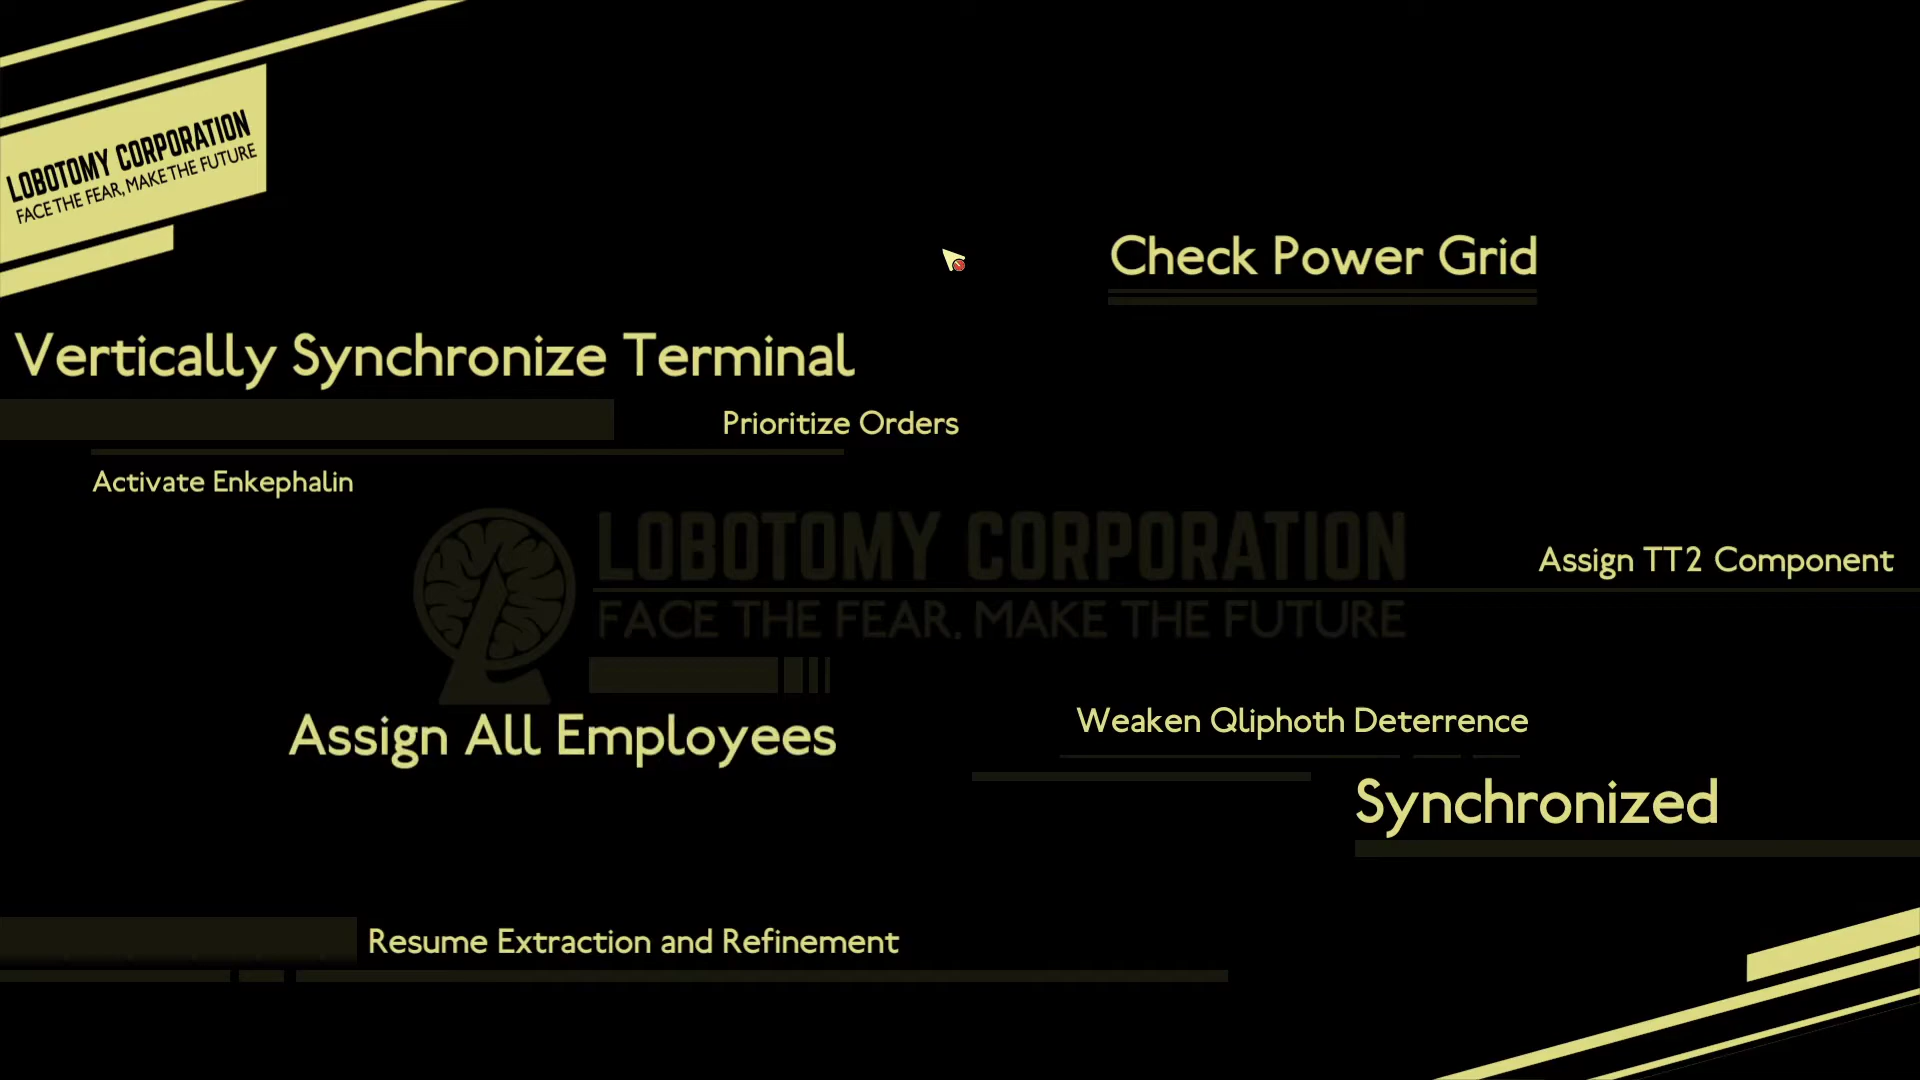 LOBOTOMY CORPORATION
FACE THE FEAR, MAKE THE FUTURE
Check Power Grid
Vertically Synchronize Terminal
Prioritize Orders
Activate Enkephalin
LOBOTOMY CORPORATION
FACE THE FEAR. MAKE THE FUTURE
Assign TT2 Component
Assign All Employees
Weaken Qliphoth Deterrence
Synchronized
Resume Extraction and Refinement